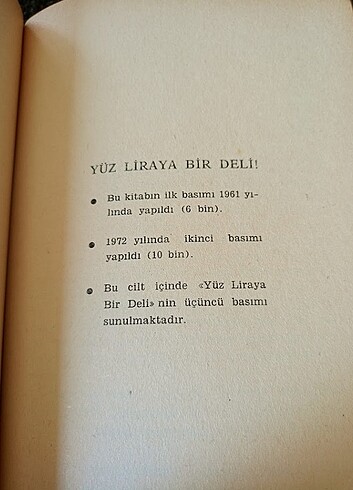 YÜZ LİRAYA BİR DELİ!
● Bu kitabın ilk basımı 1961 yı-
lında yapıldı (6 bin).
● 1972 yılında ikinci basımı
yapıldı (10 bin).
● Bu cilt içinde «Yüz Liraya
Bir Deli» nin üçüncü basımı
sunulmaktadır.